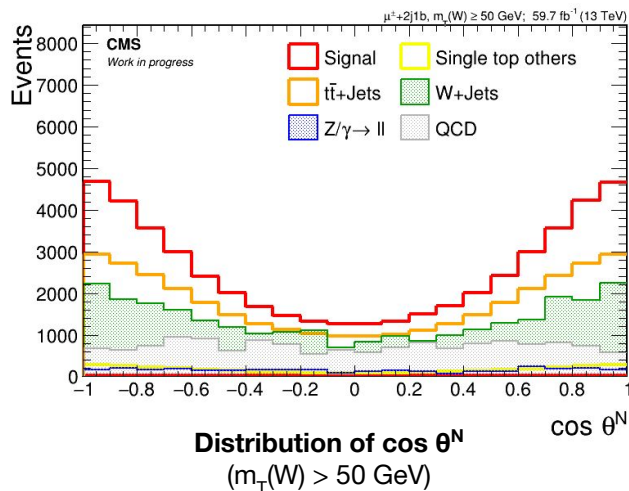 μ±+2j1b, mT(W) ≥ 50 GeV; 59.7 fb⁻¹ (13 TeV)
Events
8000
7000
6000
5000
4000
3000
2000
1000
0
CMS
Work in progress
Signal
Single top others
tt̄+Jets
W+Jets
Z/γ→ ll
QCD
−1 −0.8 −0.6 −0.4 −0.2 0 0.2 0.4 0.6 0.8 1
cos θᴺ
Distribution of cos θᴺ
(mT(W) > 50 GeV)